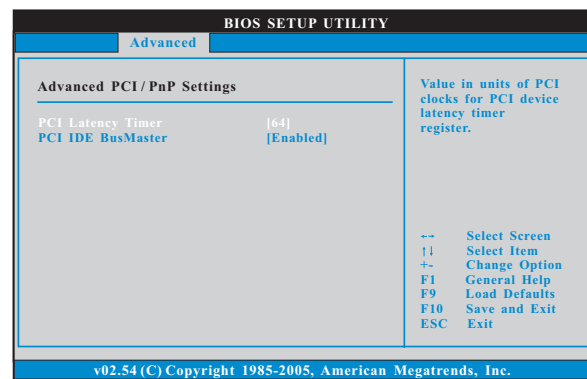 BIOS SETUP UTILITY
Advanced
Advanced PCI / PnP Settings
PCI Latency Timer [64]
PCI IDE BusMaster [Enabled]
Value in units of PCI
clocks for PCI device
latency timer
register.
←→ Select Screen
↑↓ Select Item
+- Change Option
F1 General Help
F9 Load Defaults
F10 Save and Exit
ESC Exit
v02.54 (C) Copyright 1985-2005, American Megatrends, Inc.